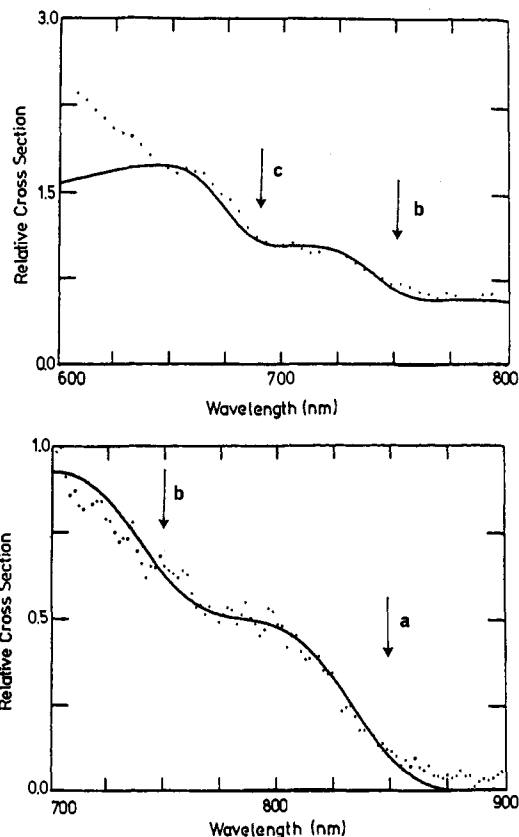 3.0
1.5
0.0
Relative Cross Section
c
b
600
700
800
Wavelength (nm)
1.0
0.5
0.0
Relative Cross Section
b
a
700
800
900
Wavelength (nm)